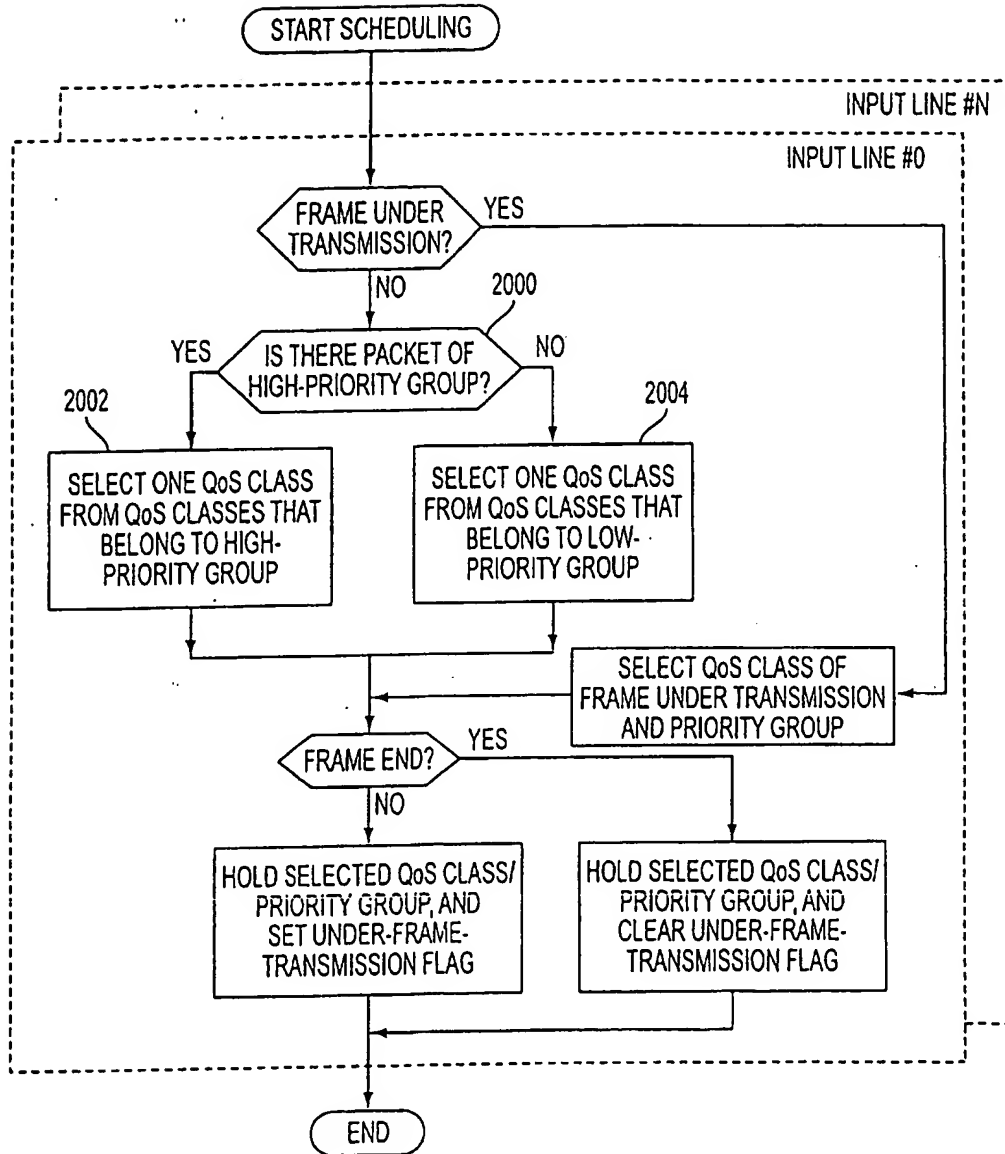 START SCHEDULING
INPUT LINE #N
INPUT LINE #0
FRAME UNDER
TRANSMISSION?
YES
NO
2000
YES
IS THERE PACKET OF
HIGH-PRIORITY GROUP?
NO
2002
2004
SELECT ONE QoS CLASS
FROM QoS CLASSES THAT
BELONG TO HIGH-
PRIORITY GROUP
SELECT ONE QoS CLASS
FROM QoS CLASSES THAT
BELONG TO LOW-
PRIORITY GROUP
SELECT QoS CLASS OF
FRAME UNDER TRANSMISSION
AND PRIORITY GROUP
FRAME END?
YES
NO
HOLD SELECTED QoS CLASS/
PRIORITY GROUP, AND
SET UNDER-FRAME-
TRANSMISSION FLAG
HOLD SELECTED QoS CLASS/
PRIORITY GROUP, AND
CLEAR UNDER-FRAME-
TRANSMISSION FLAG
END